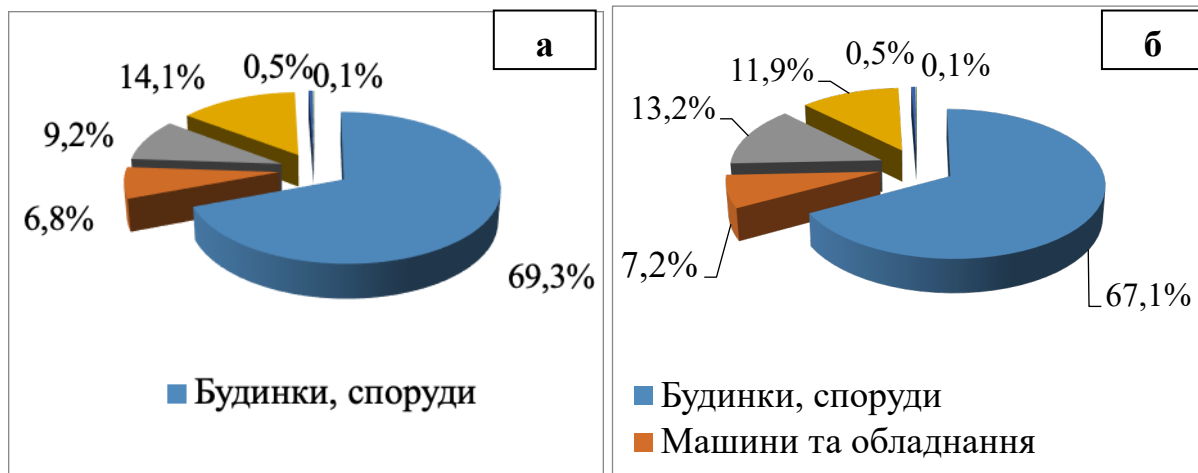 а
14,1%
0,5%
0,1%
9,2%
6,8%
69,3%
Будинки, споруди
б
11,9%
0,5%
0,1%
13,2%
7,2%
67,1%
Будинки, споруди
Машини та обладнання